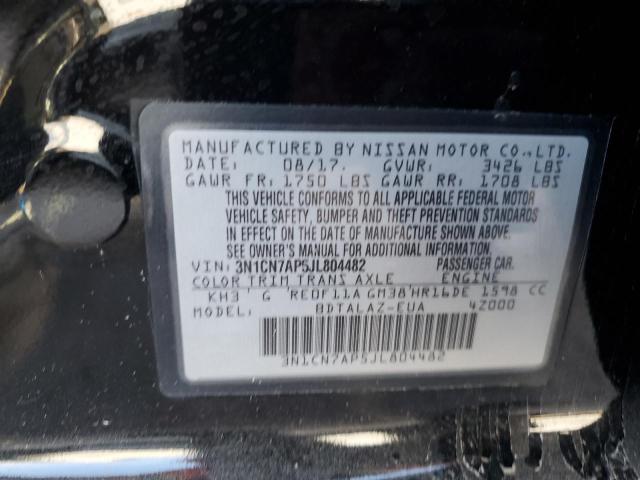 MANUFACTURED BY NISSAN MOTOR CO.,LTD.
DATE: 08/17. GVWR: 3426 LBS
GAWR FR: 1750 LBS GAWR RR: 1708 LBS
THIS VEHICLE CONFORMS TO ALL APPLICABLE FEDERAL MOTOR
VEHICLE SAFETY, BUMPER AND THEFT PREVENTION STANDARDS
IN EFFECT ON THE DATE OF MANUFACTURE SHOWN ABOVE.
SEE OWNER'S MANUAL FOR ADDITIONAL INFORMATION
VIN: 3N1CN7AP5JL804482 PASSENGER CAR.
COLOR TRIM TRANS AXLE ENGINE
KH3 G RE0F11A GM38 HR16DE 1598 CC
MODEL: BDTALAZ-EUA 4Z000
3N1CN7AP5JL804482